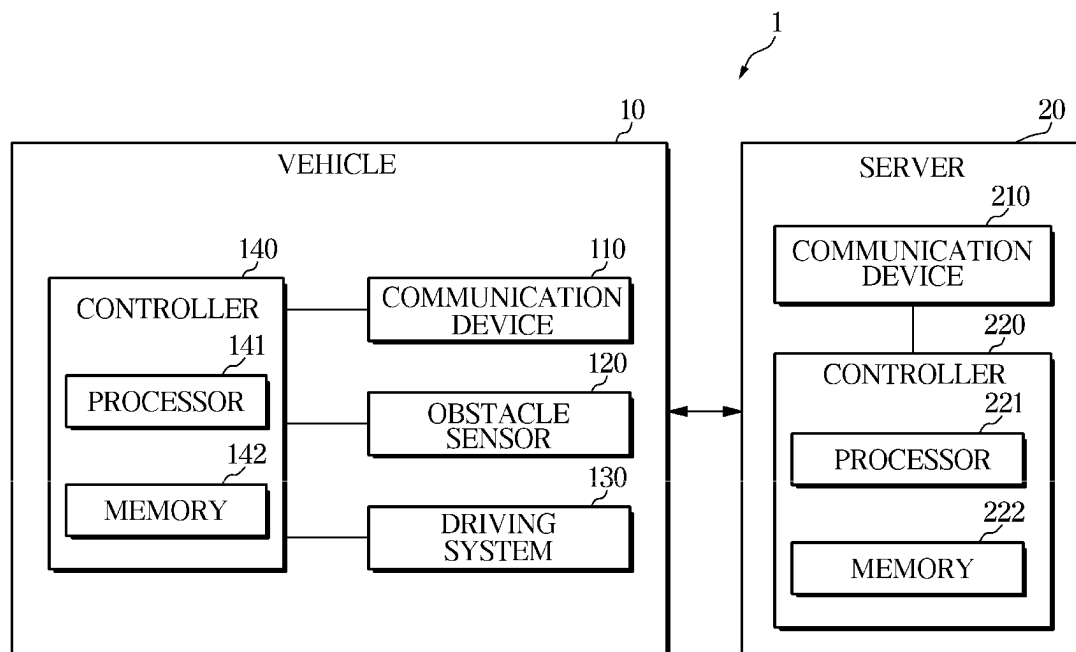 1
10
VEHICLE
140
CONTROLLER
141
PROCESSOR
142
MEMORY
110
COMMUNICATION
DEVICE
120
OBSTACLE
SENSOR
130
DRIVING
SYSTEM
20
SERVER
210
COMMUNICATION
DEVICE
220
CONTROLLER
221
PROCESSOR
222
MEMORY